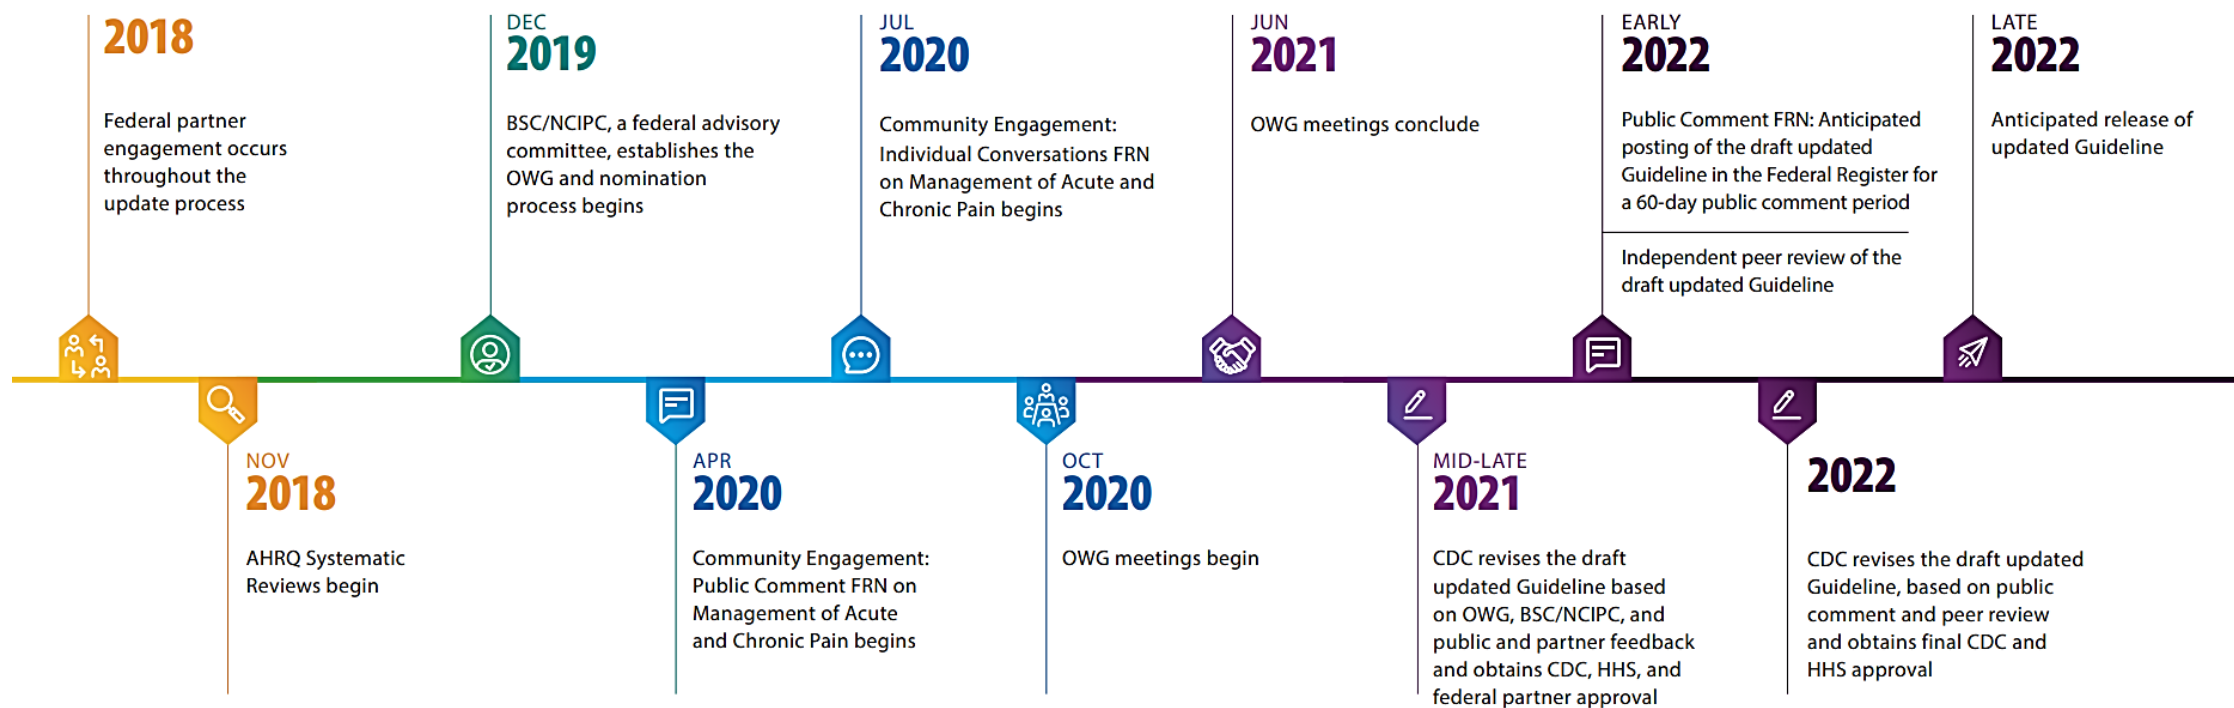 2018
Federal partner
engagement occurs
throughout the
update process
NOV
2018
AHRQ Systematic
Reviews begin
DEC
2019
BSC/NCIPC, a federal advisory
committee, establishes the
OWG and nomination
process begins
APR
2020
Community Engagement:
Public Comment FRN on
Management of Acute
and Chronic Pain begins
JUL
2020
Community Engagement:
Individual Conversations FRN
on Management of Acute and
Chronic Pain begins
OCT
2020
OWG meetings begin
JUN
2021
OWG meetings conclude
MID-LATE
2021
CDC revises the draft
updated Guideline based
on OWG, BSC/NCIPC, and
public and partner feedback
and obtains CDC, HHS, and
federal partner approval
EARLY
2022
Public Comment FRN: Anticipated
posting of the draft updated
Guideline in the Federal Register for
a 60-day public comment period
Independent peer review of the
draft updated Guideline
2022
CDC revises the draft updated
Guideline, based on public
comment and peer review
and obtains final CDC and
HHS approval
LATE
2022
Anticipated release of
updated Guideline